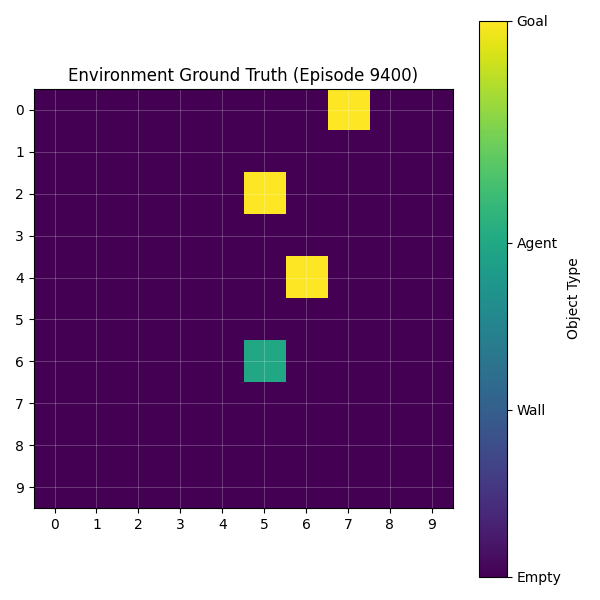 Environment Ground Truth (Episode 9400)
0
1
2
3
4
5
6
7
8
9
0 1 2 3 4 5 6 7 8 9
Goal
Agent
Wall
Empty
Object Type